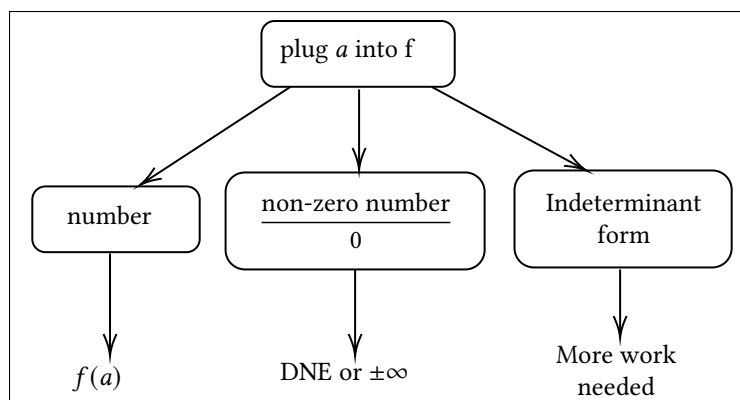 plug a into f
number
non-zero number
0
Indeterminant
form
f(a)
DNE or ±∞
More work
needed